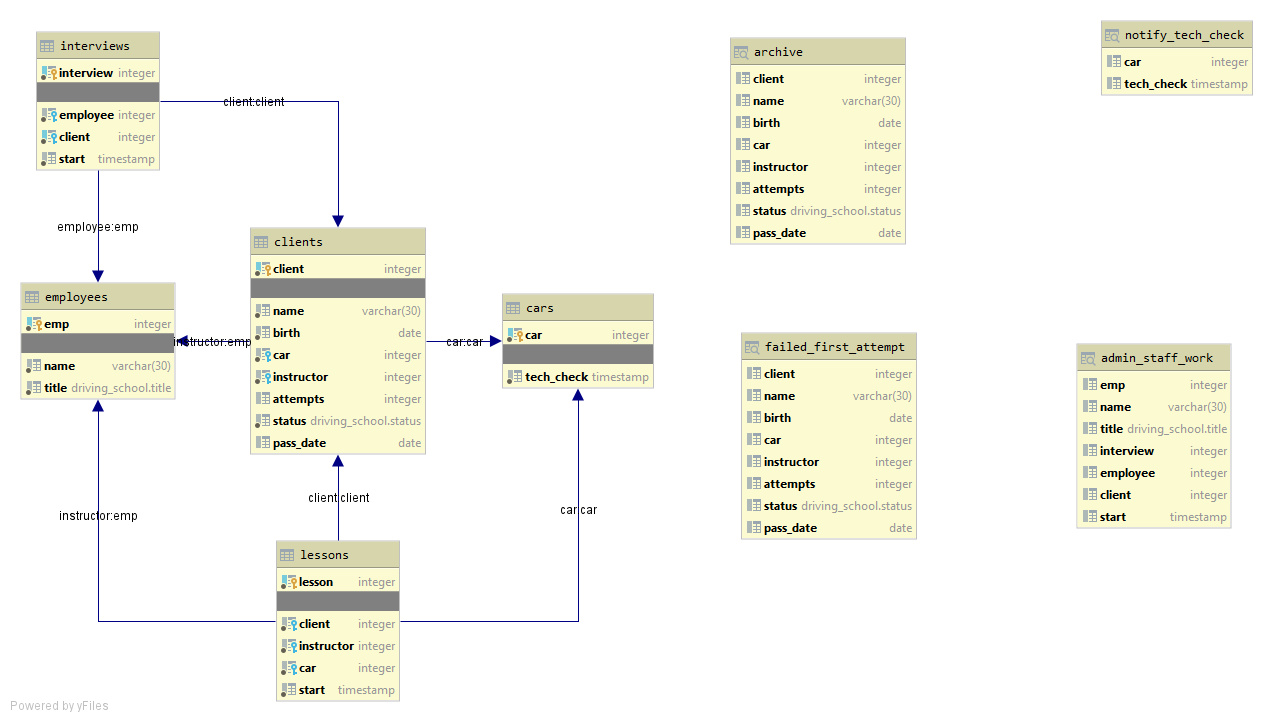 interviews
interview integer
employee integer
client integer
start timestamp
client:client
employee:emp
employees
emp integer
name varchar(30)
title driving_school.title
instructor:emp
clients
client integer
name varchar(30)
birth date
car integer
instructor integer
attempts integer
status driving_school.status
pass_date date
car:car
cars
car integer
tech_check timestamp
client:client
car:car
instructor:emp
lessons
lesson integer
client integer
instructor integer
car integer
start timestamp
archive
client integer
name varchar(30)
birth date
car integer
instructor integer
attempts integer
status driving_school.status
pass_date date
notify_tech_check
car integer
tech_check timestamp
failed_first_attempt
client integer
name varchar(30)
birth date
car integer
instructor integer
attempts integer
status driving_school.status
pass_date date
admin_staff_work
emp integer
name varchar(30)
title driving_school.title
interview integer
employee integer
client integer
start timestamp
Powered by yFiles